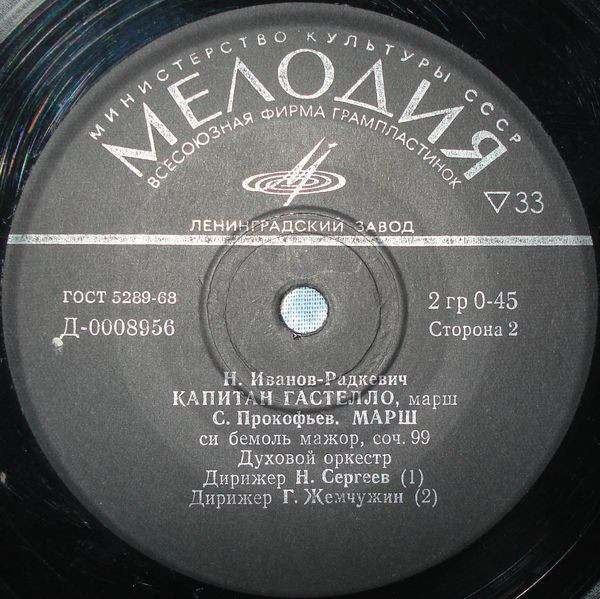 МИНИСТЕРСТВО КУЛЬТУРЫ СССР
МЕЛОДИЯ
ВСЕСОЮЗНАЯ ФИРМА ГРАМПЛАСТИНОК
▽33
ЛЕНИНГРАДСКИЙ ЗАВОД
ГОСТ 5289-68
2 гр 0-45
Д-0008956
Сторона 2
Н. Иванов-Радкевич
КАПИТАН ГАСТЕЛЛО, марш
С. Прокофьев. МАРШ
си бемоль мажор, соч. 99
Духовой оркестр
Дирижер Н. Сергеев (1)
Дирижер Г. Жемчужин (2)